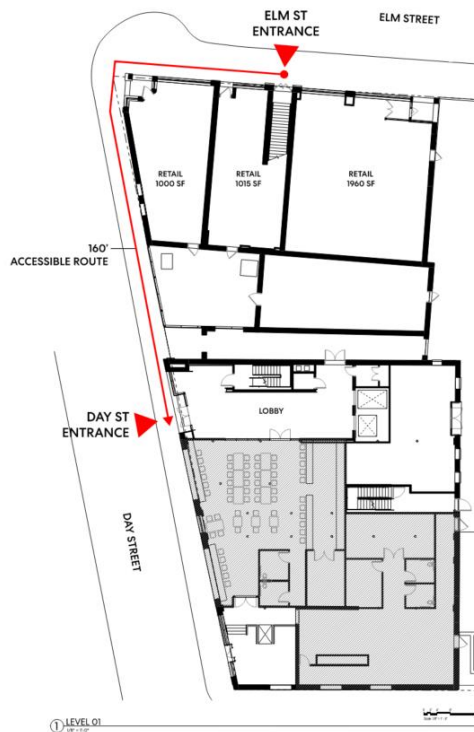 ELM ST
ENTRANCE
ELM STREET
RETAIL
1000 SF
RETAIL
1015 SF
RETAIL
1960 SF
160'
ACCESSIBLE ROUTE
LOBBY
DAY ST
ENTRANCE
DAY STREET
1
LEVEL 01